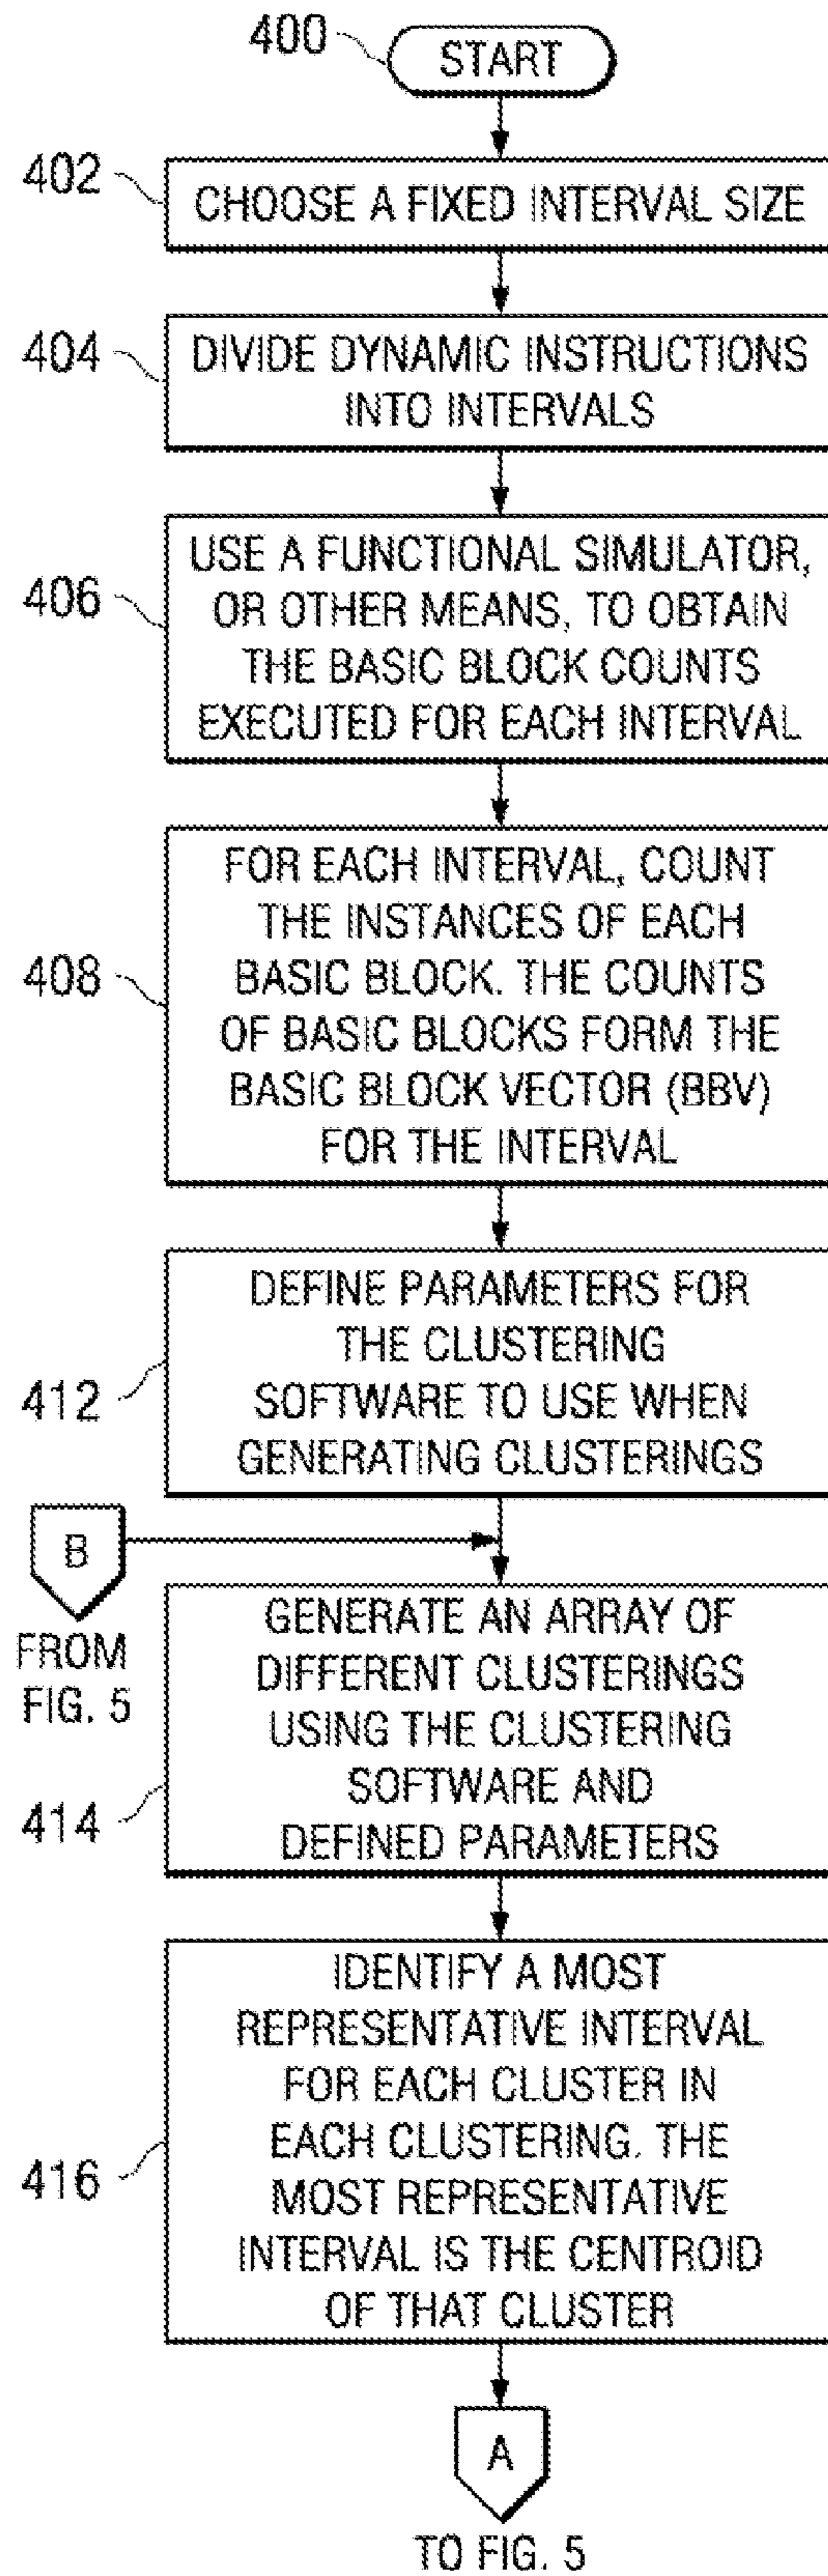 400
START
402
CHOOSE A FIXED INTERVAL SIZE
404
DIVIDE DYNAMIC INSTRUCTIONS
INTO INTERVALS
406
USE A FUNCTIONAL SIMULATOR,
OR OTHER MEANS, TO OBTAIN
THE BASIC BLOCK COUNTS
EXECUTED FOR EACH INTERVAL
408
FOR EACH INTERVAL, COUNT
THE INSTANCES OF EACH
BASIC BLOCK. THE COUNTS
OF BASIC BLOCKS FORM THE
BASIC BLOCK VECTOR (BBV)
FOR THE INTERVAL
412
DEFINE PARAMETERS FOR
THE CLUSTERING
SOFTWARE TO USE WHEN
GENERATING CLUSTERINGS
B
FROM
FIG. 5
414
GENERATE AN ARRAY OF
DIFFERENT CLUSTERINGS
USING THE CLUSTERING
SOFTWARE AND
DEFINED PARAMETERS
416
IDENTIFY A MOST
REPRESENTATIVE INTERVAL
FOR EACH CLUSTER IN
EACH CLUSTERING. THE
MOST REPRESENTATIVE
INTERVAL IS THE CENTROID
OF THAT CLUSTER
A
TO FIG. 5